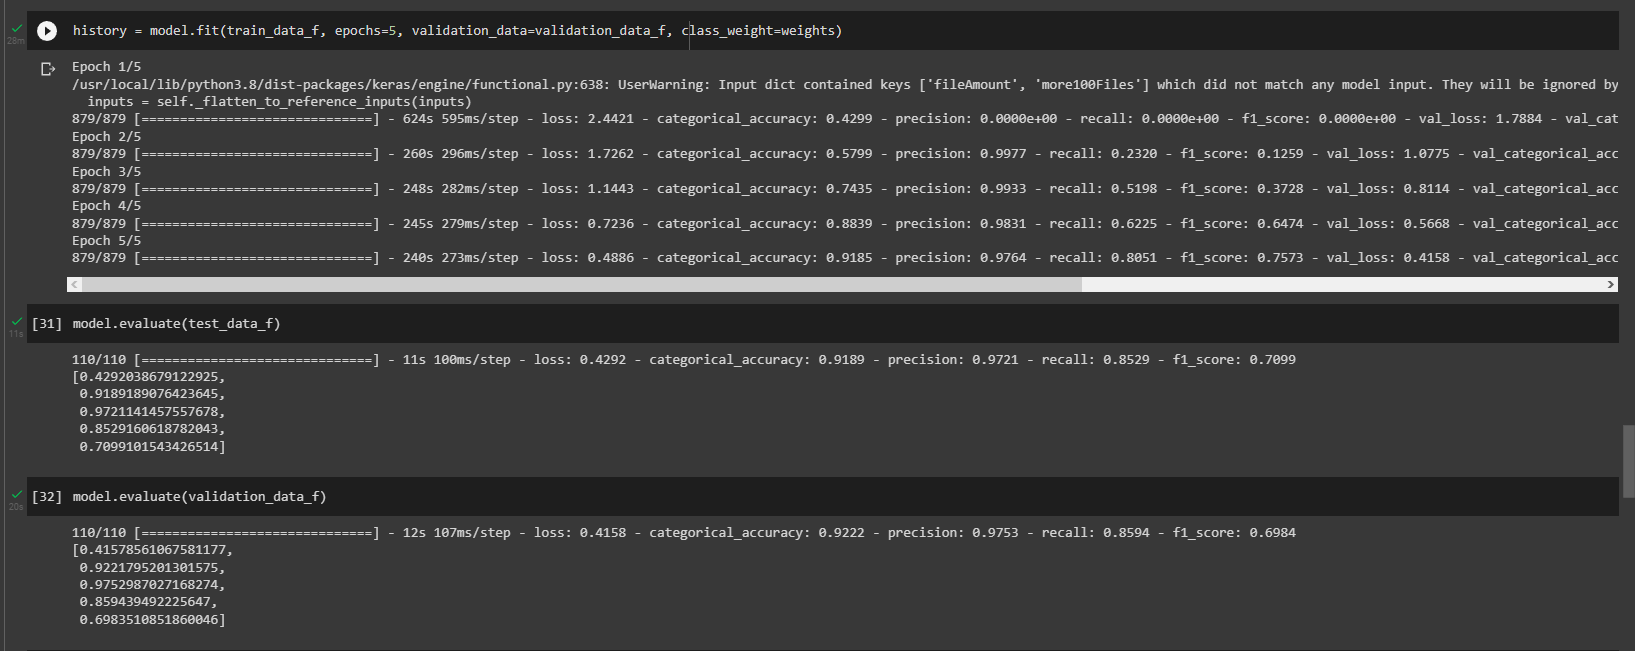 history = model.fit(train_data_f, epochs=5, validation_data=validation_data_f, class_weight=weights)
28m
Epoch 1/5
/usr/local/lib/python3.8/dist-packages/keras/engine/functional.py:638: UserWarning: Input dict contained keys ['fileAmount', 'more100Files'] which did not match any model input. They will be ignored by
inputs = self._flatten_to_reference_inputs(inputs)
879/879 [==============================] - 624s 595ms/step - loss: 2.4421 - categorical_accuracy: 0.4299 - precision: 0.0000e+00 - recall: 0.0000e+00 - f1_score: 0.0000e+00 - val_loss: 1.7884 - val_cat
Epoch 2/5
879/879 [==============================] - 260s 296ms/step - loss: 1.7262 - categorical_accuracy: 0.5799 - precision: 0.9977 - recall: 0.2320 - f1_score: 0.1259 - val_loss: 1.0775 - val_categorical_acc
Epoch 3/5
879/879 [==============================] - 248s 282ms/step - loss: 1.1443 - categorical_accuracy: 0.7435 - precision: 0.9933 - recall: 0.5198 - f1_score: 0.3728 - val_loss: 0.8114 - val_categorical_acc
Epoch 4/5
879/879 [==============================] - 245s 279ms/step - loss: 0.7236 - categorical_accuracy: 0.8839 - precision: 0.9831 - recall: 0.6225 - f1_score: 0.6474 - val_loss: 0.5668 - val_categorical_acc
Epoch 5/5
879/879 [==============================] - 240s 273ms/step - loss: 0.4886 - categorical_accuracy: 0.9185 - precision: 0.9764 - recall: 0.8051 - f1_score: 0.7573 - val_loss: 0.4158 - val_categorical_acc
[31] model.evaluate(test_data_f)
11s
110/110 [==============================] - 11s 100ms/step - loss: 0.4292 - categorical_accuracy: 0.9189 - precision: 0.9721 - recall: 0.8529 - f1_score: 0.7099
[0.4292038679122925,
0.9189189076423645,
0.9721141457557678,
0.8529160618782043,
0.7099101543426514]
[32] model.evaluate(validation_data_f)
20s
110/110 [==============================] - 12s 107ms/step - loss: 0.4158 - categorical_accuracy: 0.9222 - precision: 0.9753 - recall: 0.8594 - f1_score: 0.6984
[0.41578561067581177,
0.9221795201301575,
0.9752987027168274,
0.859439492225647,
0.6983510851860046]